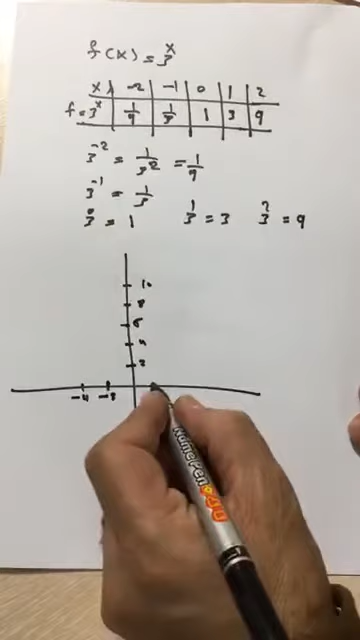 f(x) = 3^x
x -2 -1 0 1 2
f = 3^x 1/9 1/3 1 3 9
3^-2 = 1/3^2 = 1/9
3^-1 = 1/3
3^0 = 1 3^1 = 3 3^2 = 9
10
8
6
4
2
-4 -2
Name Pen